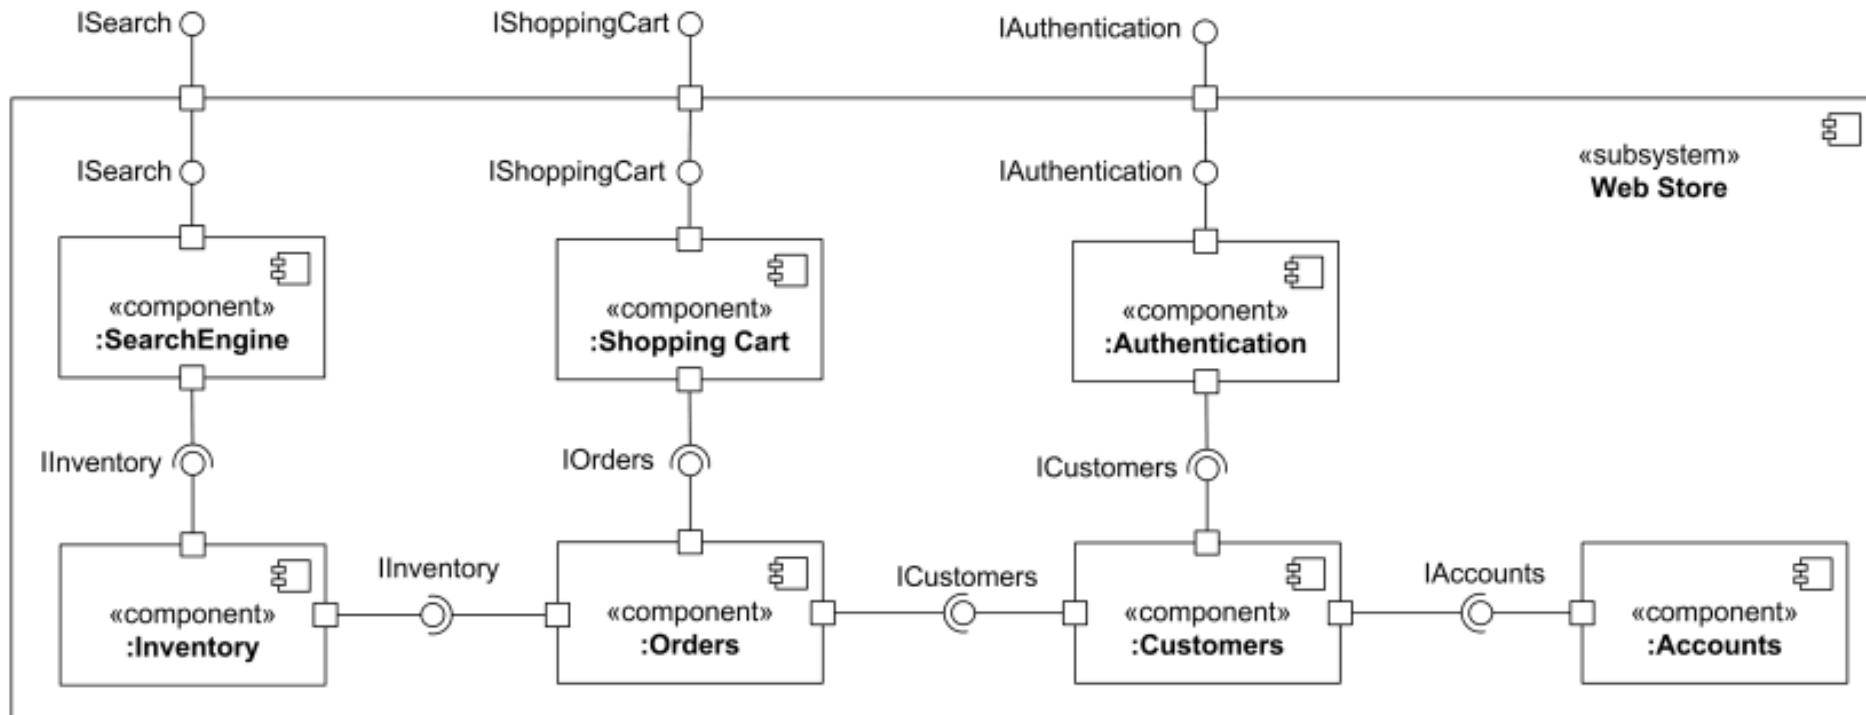 ISearch
IShoppingCart
IAuthentication
ISearch
IShoppingCart
IAuthentication
«subsystem»
Web Store
«component»
:SearchEngine
«component»
:Shopping Cart
«component»
:Authentication
IInventory
IOrders
ICustomers
IInventory
ICustomers
IAccounts
«component»
:Inventory
«component»
:Orders
«component»
:Customers
«component»
:Accounts